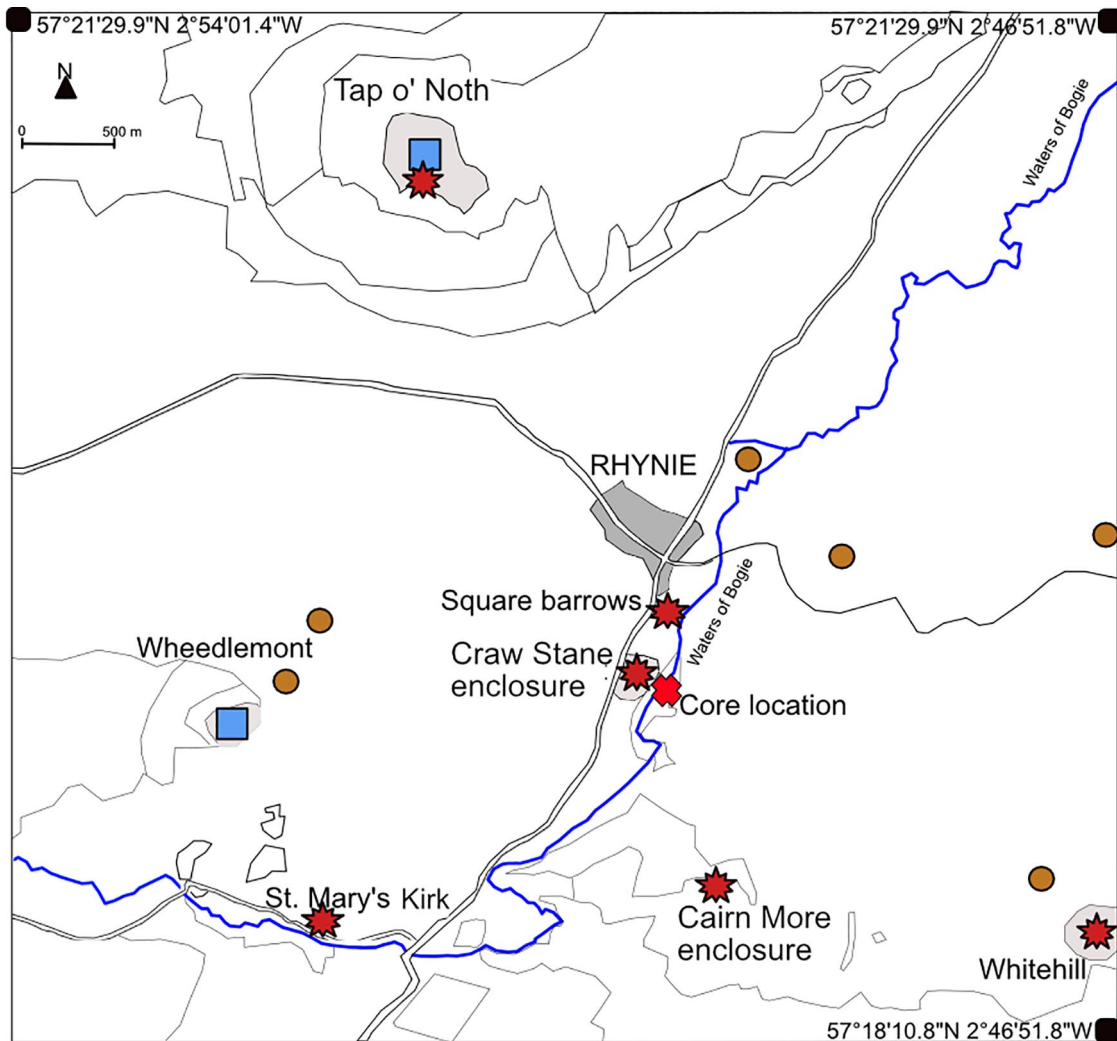 57°21'29.9"N 2°54'01.4"W
57°21'29.9"N 2°46'51.8"W
N
0 500 m
Tap o' Noth
Waters of Bogie
RHYNIE
Square barrows
Waters of Bogie
Wheedlemont
Craw Stane
enclosure
Core location
St. Mary's Kirk
Cairn More
enclosure
Whitehill
57°18'10.8"N 2°46'51.8"W